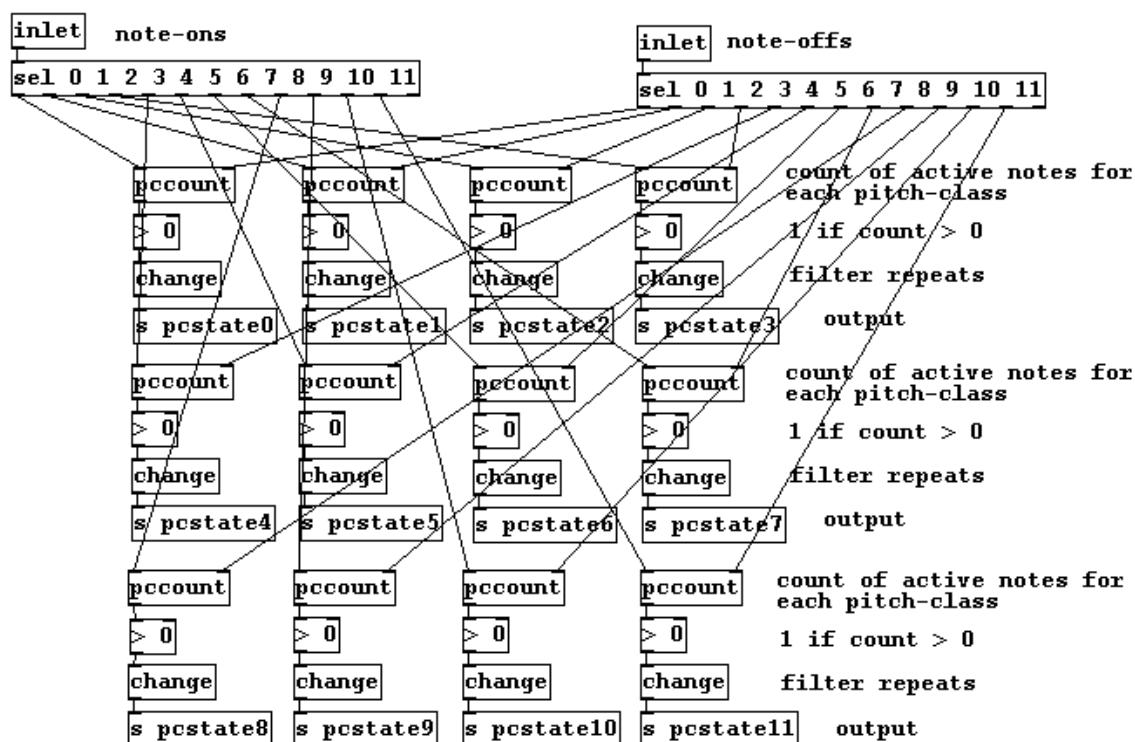 inlet note-ons
inlet note-offs
sel 0 1 2 3 4 5 6 7 8 9 10 11
sel 0 1 2 3 4 5 6 7 8 9 10 11
pccount pccount pccount pccount count of active notes for
each pitch-class
> 0 > 0 > 0 > 0 1 if count > 0
change change change change filter repeats
s pcstate0 s pcstate1 s pcstate2 s pcstate3 output
pccount pccount pccount pccount count of active notes for
each pitch-class
> 0 > 0 > 0 > 0 1 if count > 0
change change change change filter repeats
s pcstate4 s pcstate5 s pcstate6 s pcstate7 output
pccount pccount pccount pccount count of active notes for
each pitch-class
> 0 > 0 > 0 > 0 1 if count > 0
change change change change filter repeats
s pcstate8 s pcstate9 s pcstate10 s pcstate11 output